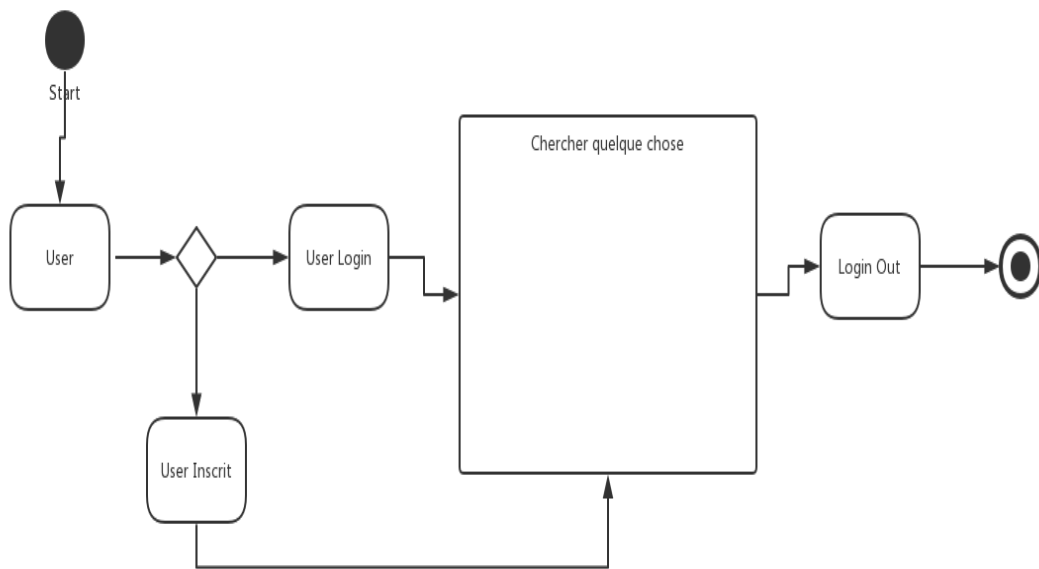 Start
Chercher quelque chose
User
User Login
Login Out
User Inscrit